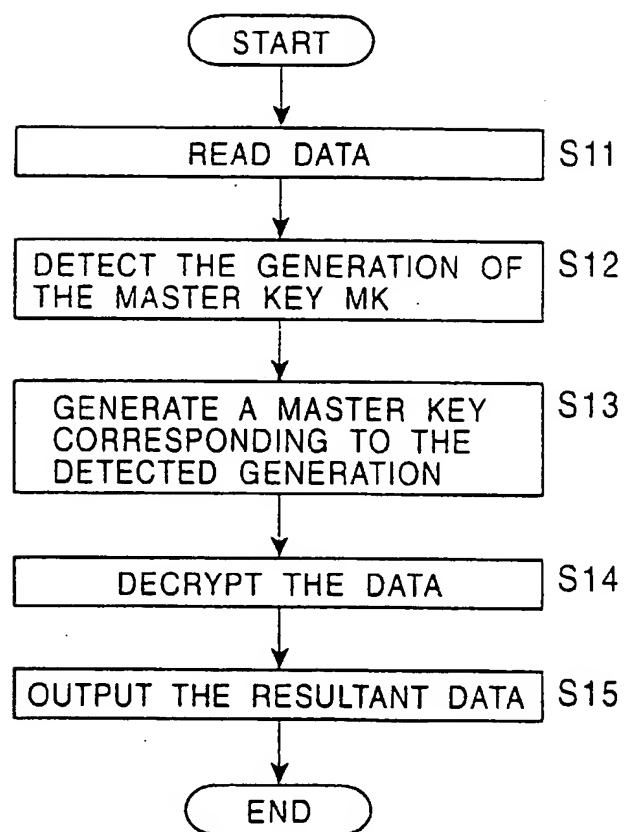 START
READ DATA S11
DETECT THE GENERATION OF S12
THE MASTER KEY MK
GENERATE A MASTER KEY S13
CORRESPONDING TO THE
DETECTED GENERATION
DECRYPT THE DATA S14
OUTPUT THE RESULTANT DATA S15
END